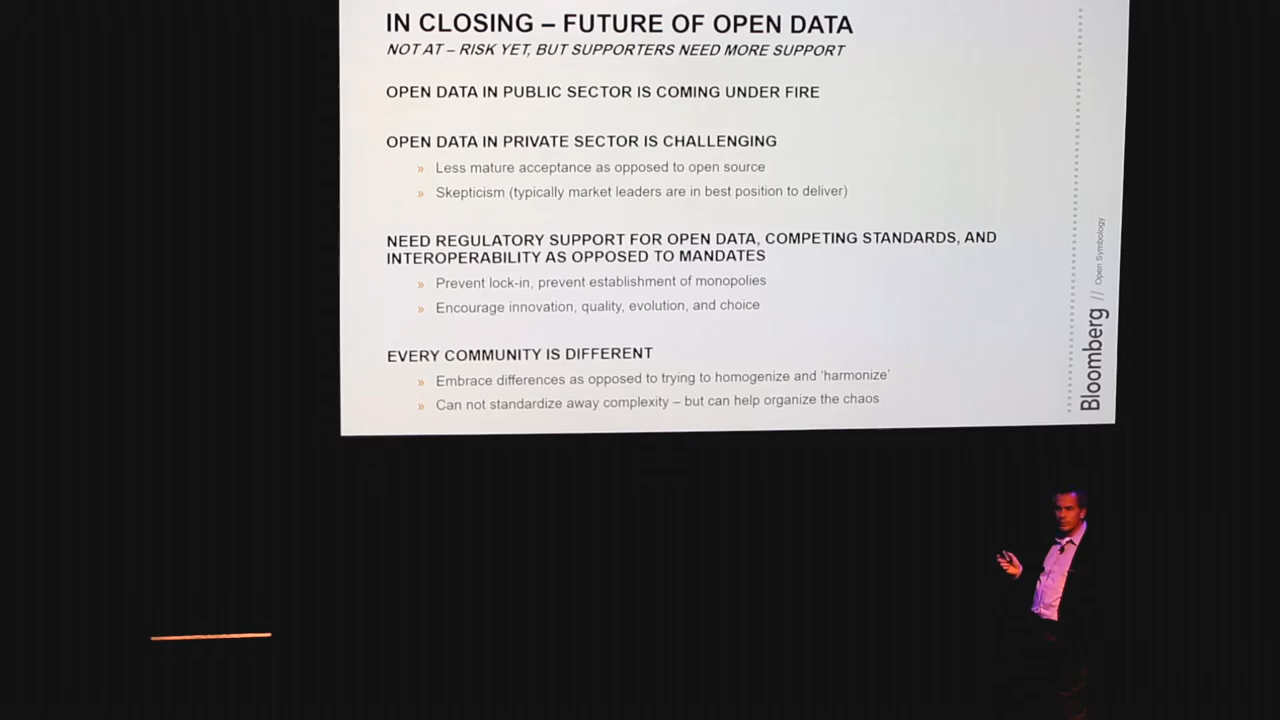 IN CLOSING – FUTURE OF OPEN DATA
NOT AT – RISK YET, BUT SUPPORTERS NEED MORE SUPPORT
OPEN DATA IN PUBLIC SECTOR IS COMING UNDER FIRE
OPEN DATA IN PRIVATE SECTOR IS CHALLENGING
» Less mature acceptance as opposed to open source
» Skepticism (typically market leaders are in best position to deliver)
NEED REGULATORY SUPPORT FOR OPEN DATA, COMPETING STANDARDS, AND
INTEROPERABILITY AS OPPOSED TO MANDATES
» Prevent lock-in, prevent establishment of monopolies
» Encourage innovation, quality, evolution, and choice
EVERY COMMUNITY IS DIFFERENT
» Embrace differences as opposed to trying to homogenize and ‘harmonize’
» Can not standardize away complexity – but can help organize the chaos
Bloomberg // Open Symbology